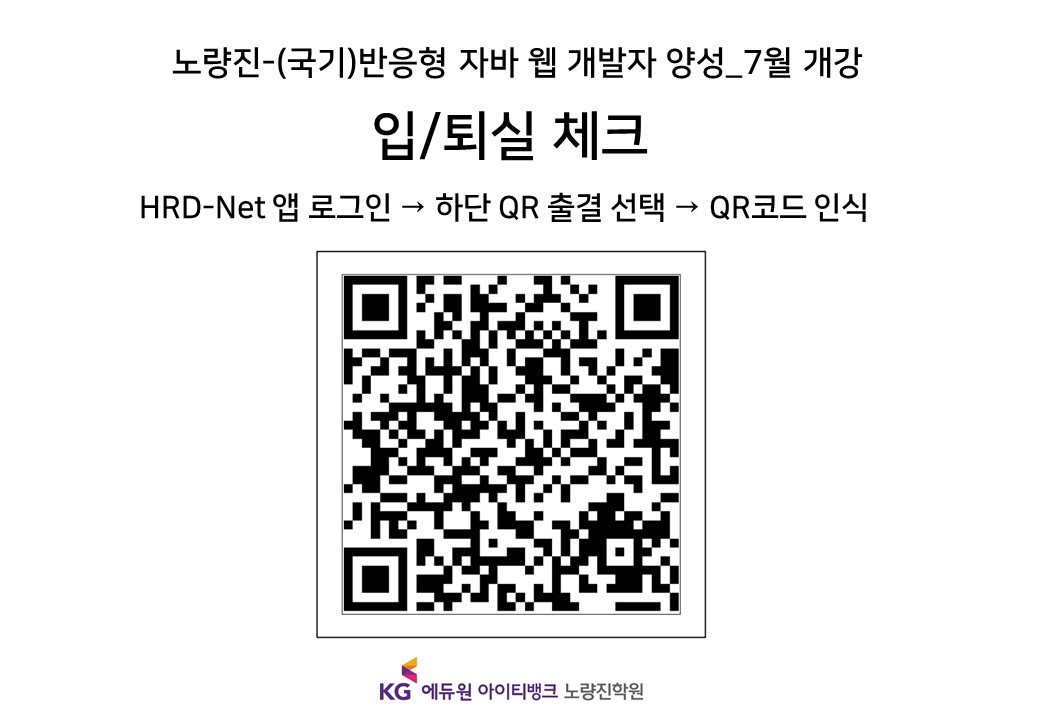 노량진-(국기)반응형 자바 웹 개발자 양성_7월 개강
입/퇴실 체크
HRD-Net 앱 로그인 → 하단 QR 출결 선택 → QR코드 인식
KG 에듀원 아이티뱅크 노량진학원